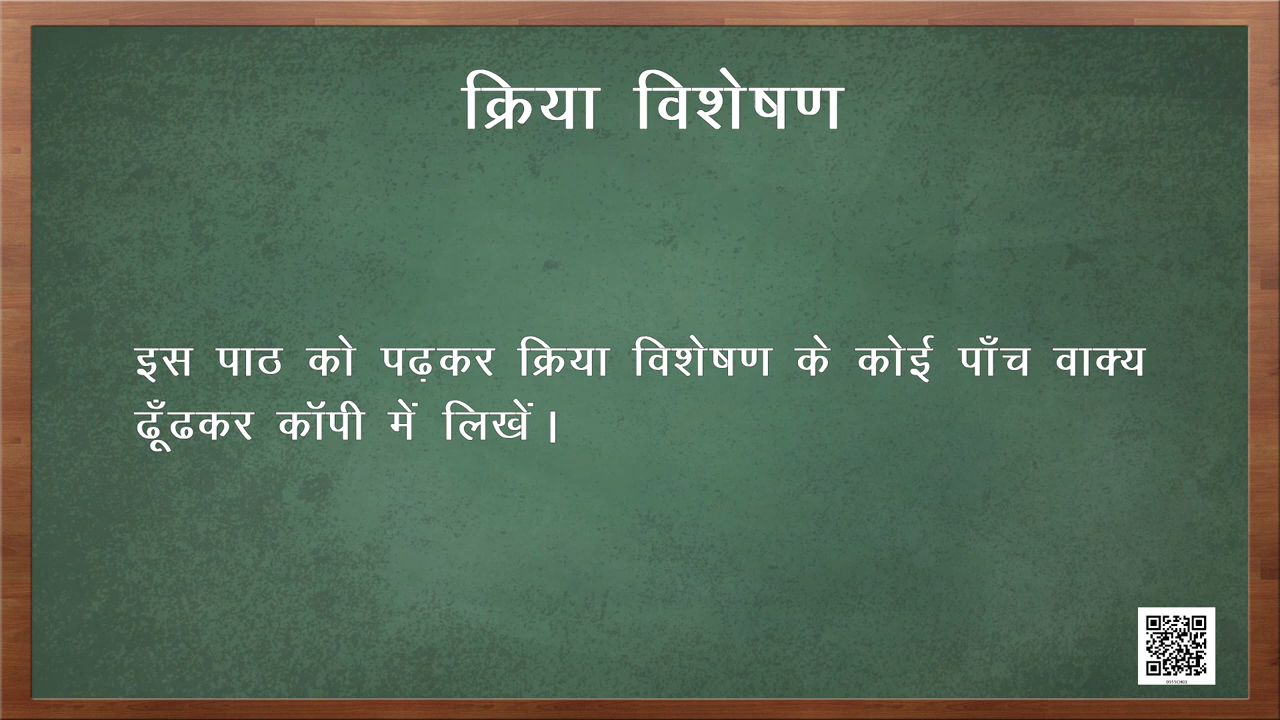 क्रिया विशेषण
इस पाठ को पढ़कर क्रिया विशेषण के कोई पाँच वाक्य
ढूँढकर कॉपी में लिखें।